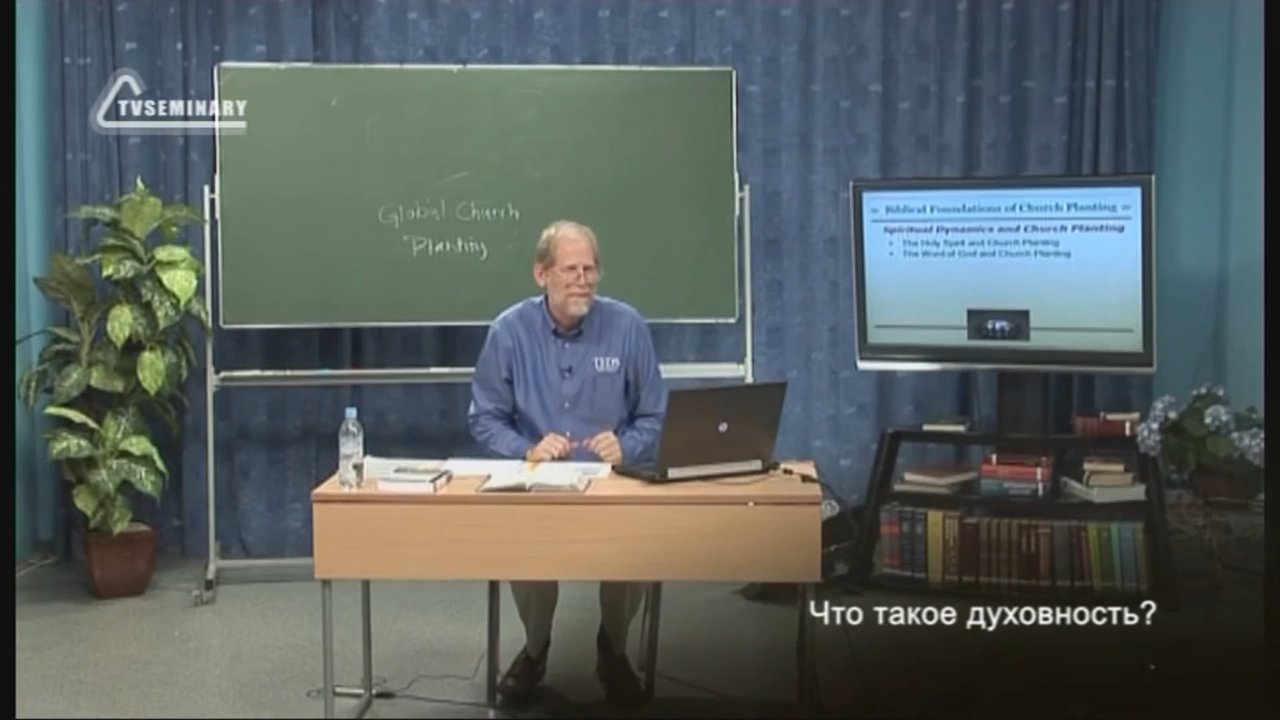 TVSEMINARY
Global Church
Planting
Biblical Foundations of Church Planting
Spiritual Dynamics and Church Planting
• The Holy Spirit and Church Planting
• The Word of God and Church Planting
Что такое духовность?